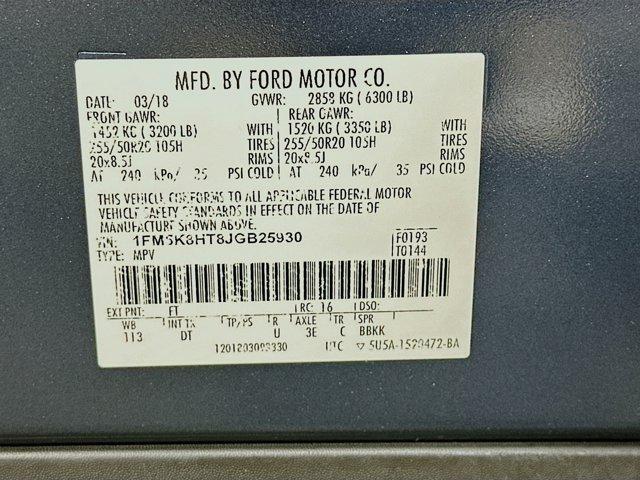 MFD. BY FORD MOTOR CO.
DATE: 03/18 GVWR: 2858 KG ( 6300 LB)
FRONT GAWR: REAR GAWR:
1452 KG ( 3200 LB) WITH 1520 KG ( 3350 LB) WITH
255/50R20 105H TIRES 255/50R20 105H TIRES
20x8.5J RIMS 20x8.5J RIMS
AT 240 kPa/ 35 PSI COLD AT 240 kPa/ 35 PSI COLD
THIS VEHICLE CONFORMS TO ALL APPLICABLE FEDERAL MOTOR
VEHICLE SAFETY STANDARDS IN EFFECT ON THE DATE OF
MANUFACTURE SHOWN ABOVE.
VIN: 1FM5K8HT8JGB25930 F0193
TYPE: MPV T0144
EXT PNT: FT RC: 16 DSO:
WB INT TR TP/PS R AXLE TR SPR
113 DT U 3E C BBKK
UTC ▽ 5U5A-1520472-BA